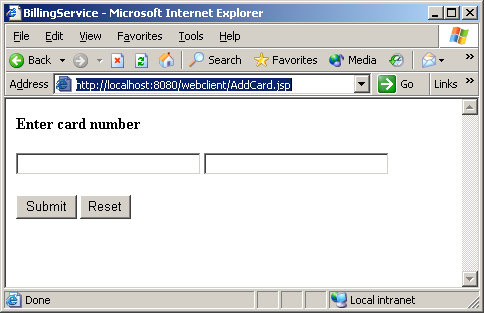 BillingService - Microsoft Internet Explorer
File Edit View Favorites Tools Help
Back Search Favorites Media »
Address http://localhost:8080/webclient/AddCard.jsp Go Links »
Enter card number
Submit Reset
Done Local intranet